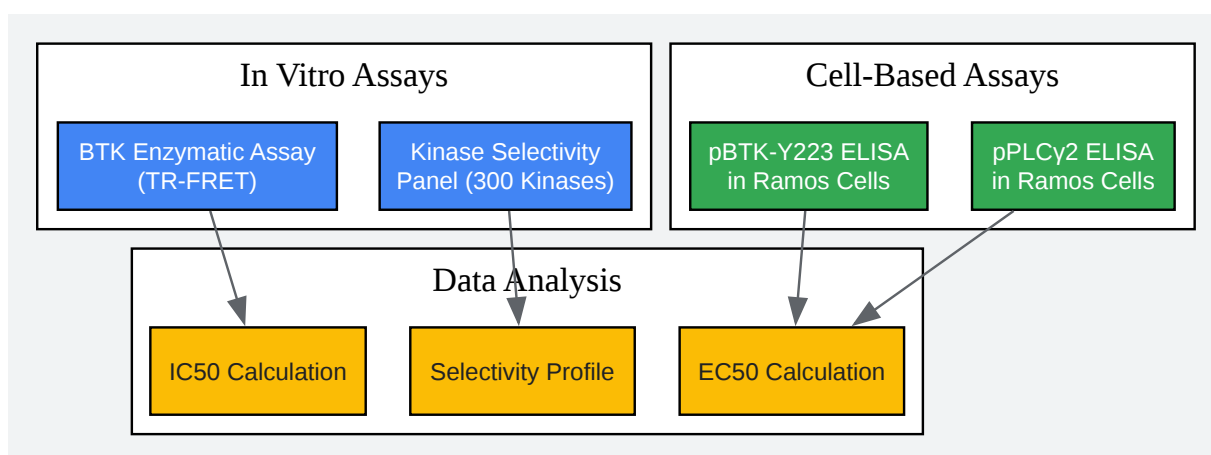 In Vitro Assays
BTK Enzymatic Assay
(TR-FRET)
Kinase Selectivity
Panel (300 Kinases)
Cell-Based Assays
pBTK-Y223 ELISA
in Ramos Cells
pPLCγ2 ELISA
in Ramos Cells
Data Analysis
IC50 Calculation
Selectivity Profile
EC50 Calculation